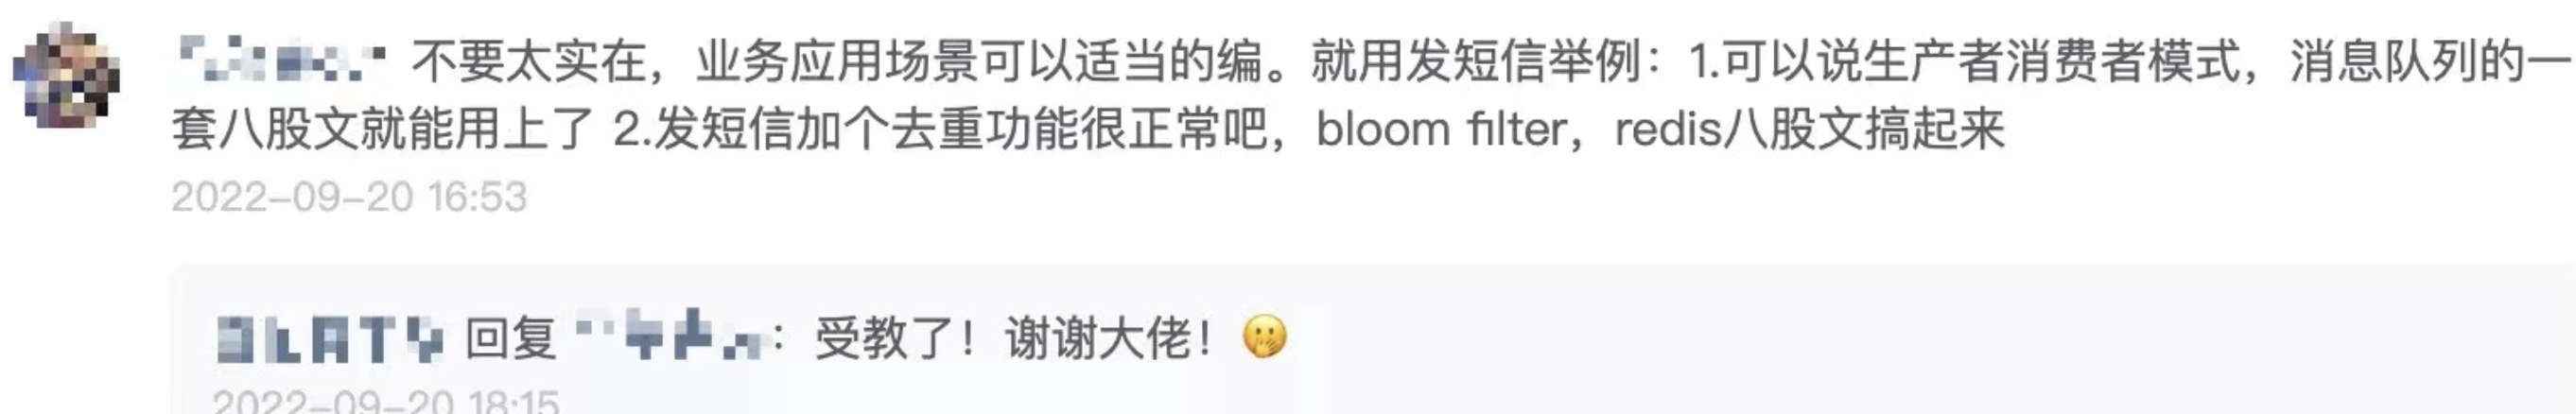 不要太实在，业务应用场景可以适当的编。就用发短信举例：1.可以说生产者消费者模式，消息队列的一
套八股文就能用上了 2.发短信加个去重功能很正常吧，bloom filter，redis八股文搞起来
2022-09-20 16:53
回复 ：受教了！谢谢大佬！🤭
2022-09-20 18:15